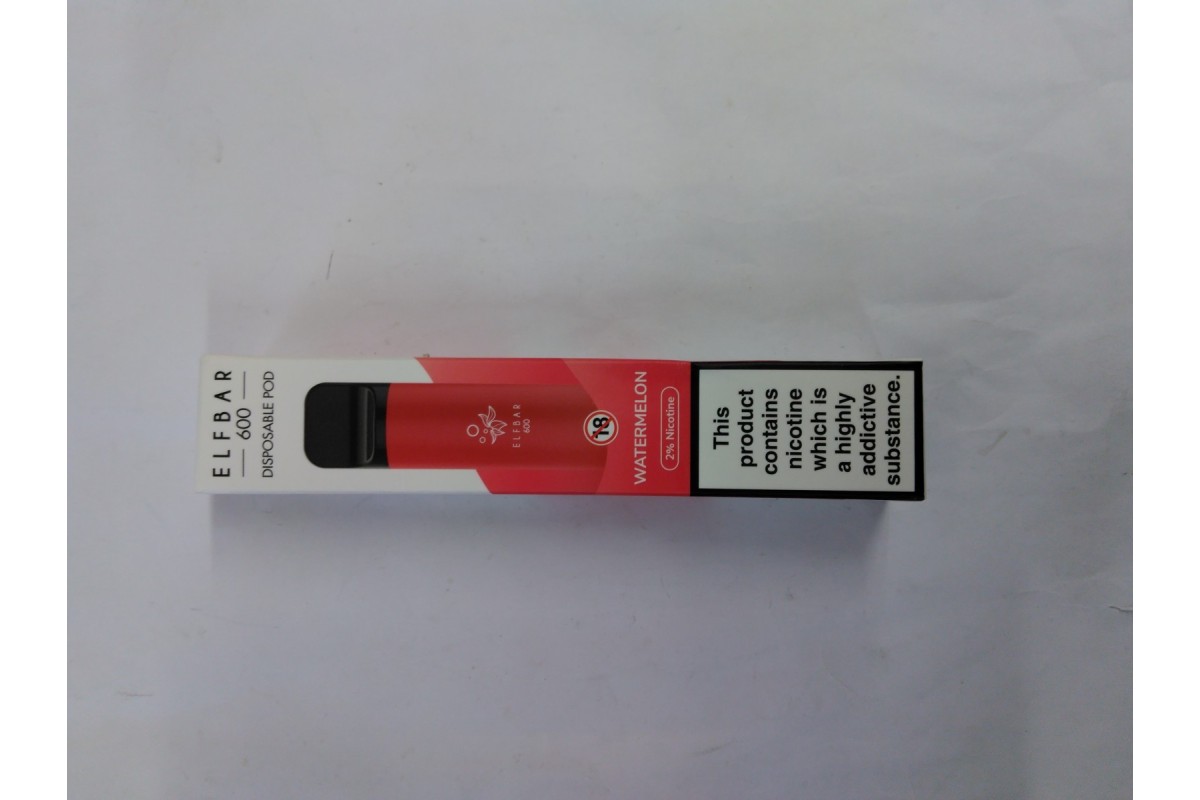 ELFBAR
600
DISPOSABLE POD
ELFBAR
600
18
WATERMELON
2% Nicotine
This
product
contains
nicotine
which is
a highly
addictive
substance.